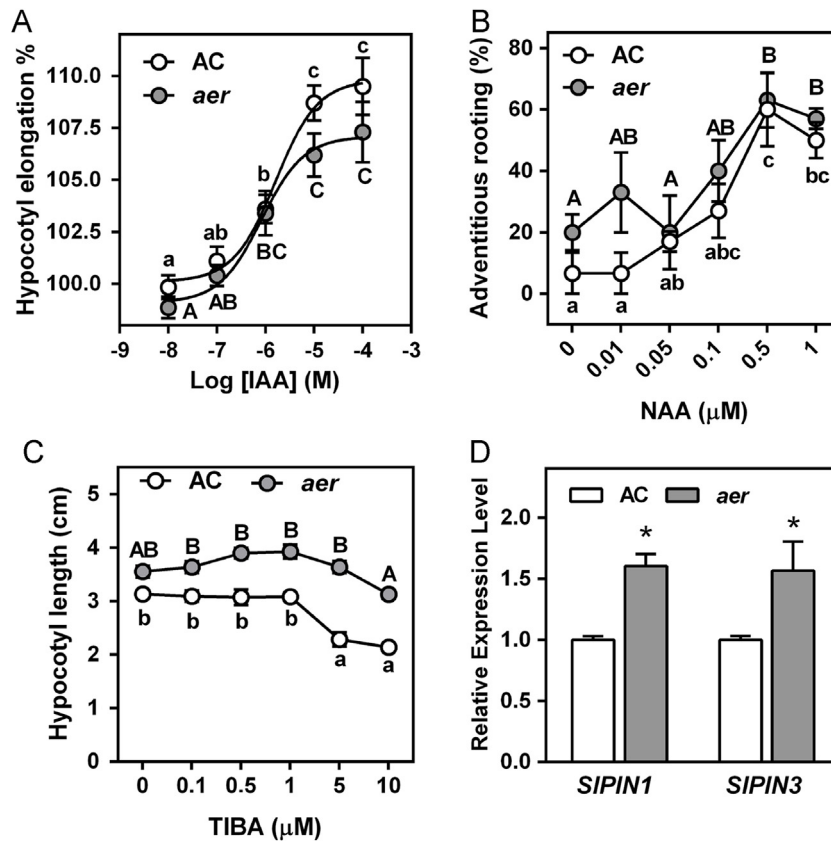 A
Hypocotyl elongation %
110.0
107.5
105.0
102.5
100.0
AC
aer
a
ab
b
c
c
A
AB
BC
C
C
-9 -8 -7 -6 -5 -4 -3
Log [IAA] (M)
B
Adventitious rooting (%)
80
60
40
20
0
AC
aer
A
AB
A
AB
B
B
a
a
ab
abc
c
bc
0 0.01 0.05 0.1 0.5 1
NAA (μM)
C
Hypocotyl length (cm)
5
4
3
2
1
0
AC aer
AB B B B B A
b b b b a a
0 0.1 0.5 1 5 10
TIBA (μM)
D
Relative Expression Level
2.0
1.5
1.0
0.5
0.0
AC aer
* *
SlPIN1 SlPIN3